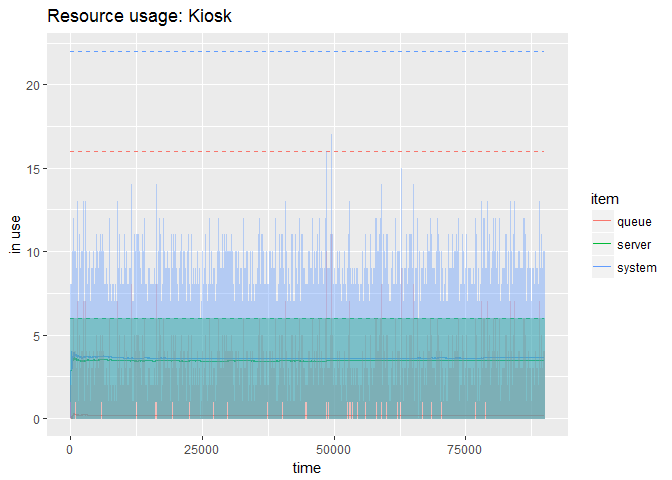 Resource usage: Kiosk
in use
20
15
10
5
0
0 25000 50000 75000
time
item
queue
server
system